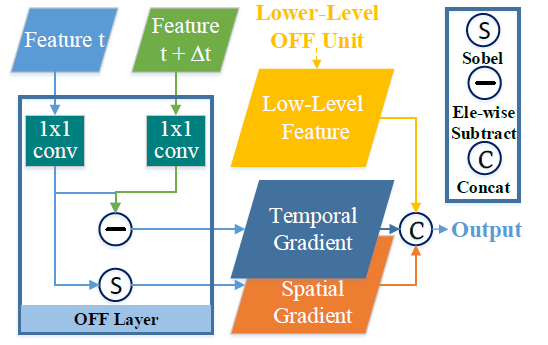 Feature t
Feature
t + Δt
Lower-Level
OFF Unit
S
Sobel
Ele-wise
Subtract
C
Concat
1x1
conv
1x1
conv
Low-Level
Feature
Temporal
Gradient
C
Output
S
Spatial
Gradient
OFF Layer